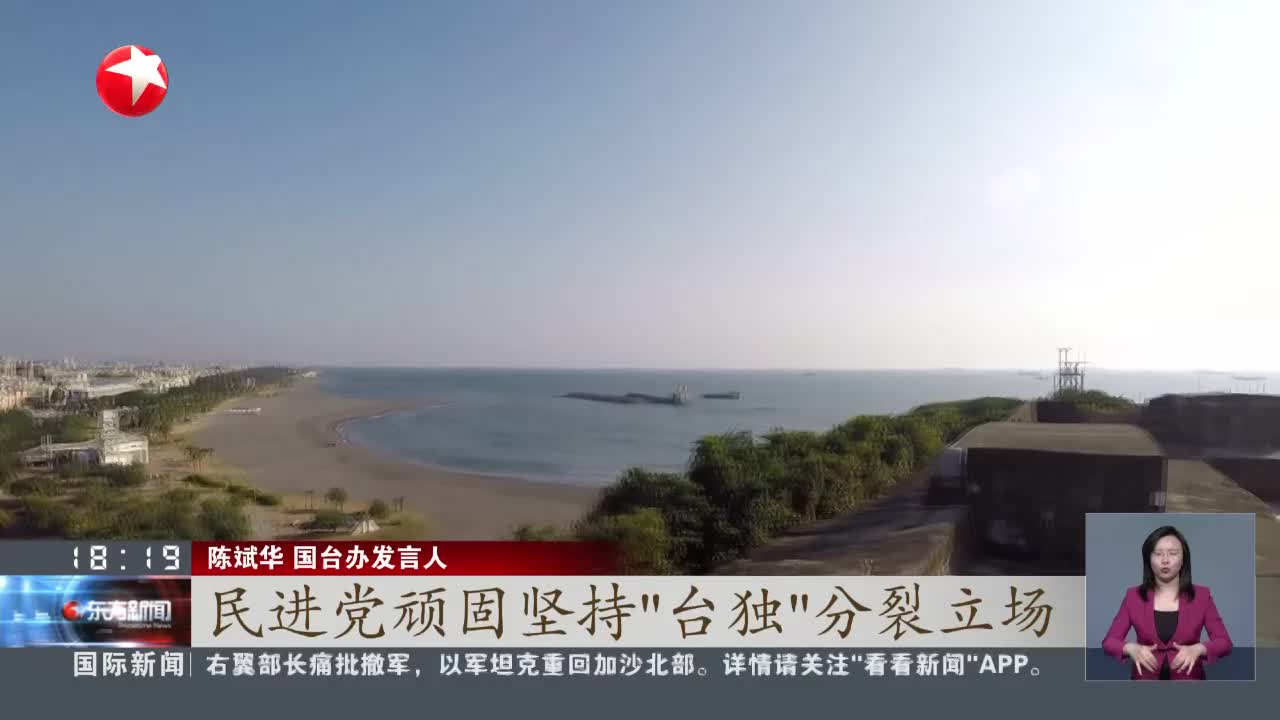 18:19
陈斌华 国台办发言人
东方新闻
民进党顽固坚持"台独"分裂立场
国际新闻 右翼部长痛批撤军，以军坦克重回加沙北部。详情请关注"看看新闻"APP。